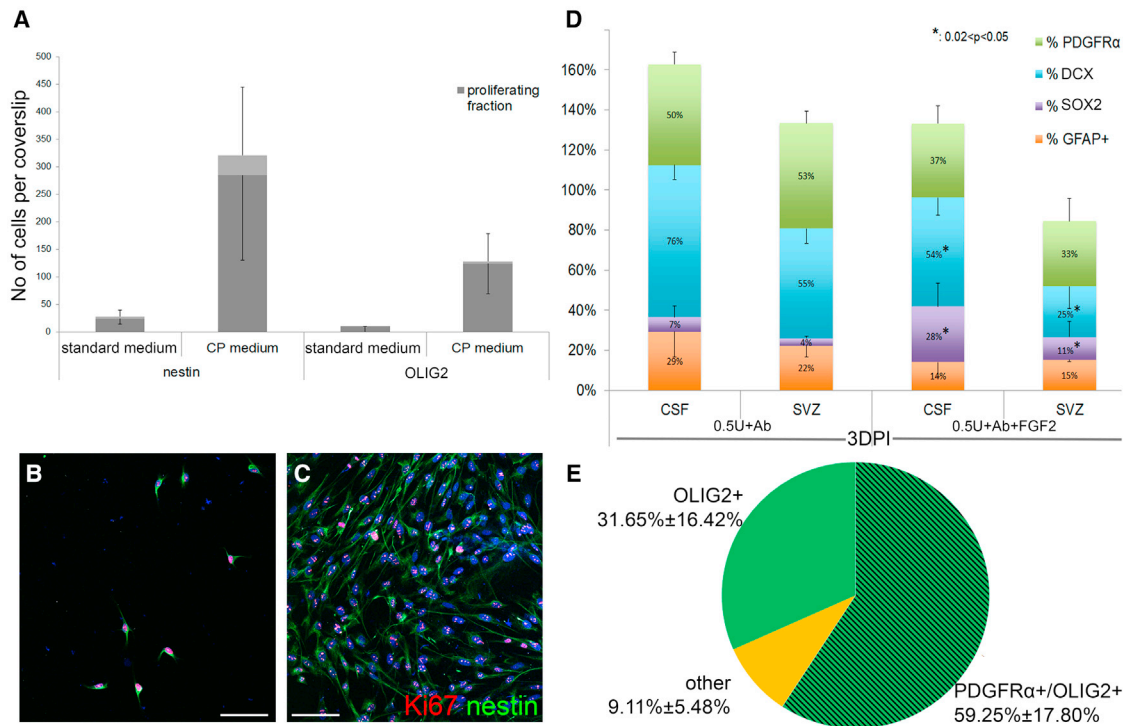 A
No of cells per coverslip
500
450
400
350
300
250
200
150
100
50
0
proliferating
fraction
standard medium
CP medium
standard medium
CP medium
nestin
OLIG2
D
*: 0.02<p<0.05
% PDGFRα
% DCX
% SOX2
% GFAP+
160%
140%
120%
100%
80%
60%
40%
20%
0%
50%
76%
7%
29%
53%
55%
4%
22%
37%
54%*
28%*
14%
33%
25%*
11%*
15%
CSF
SVZ
CSF
SVZ
0.5U+Ab
0.5U+Ab+FGF2
3DPI
B
C
Ki67 nestin
E
OLIG2+
31.65%±16.42%
other
9.11%±5.48%
PDGFRα+/OLIG2+
59.25%±17.80%